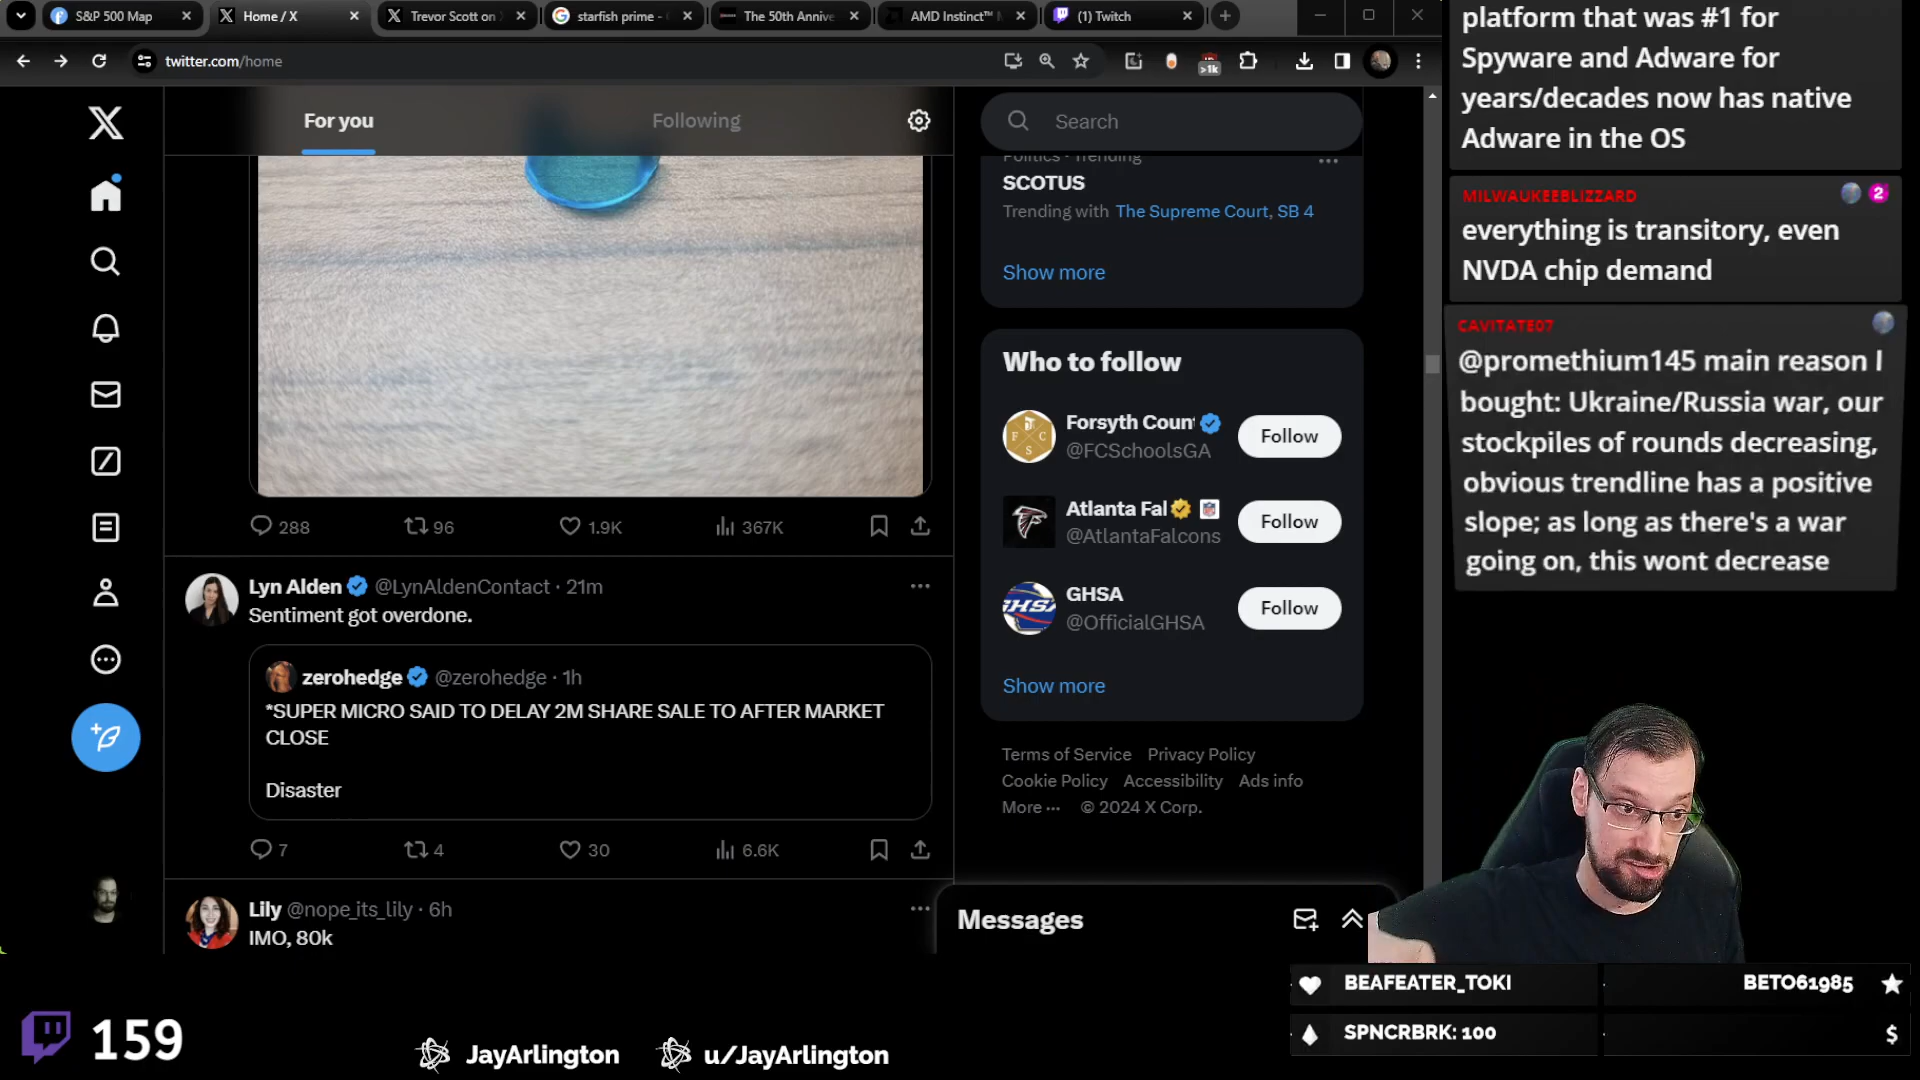 S&P 500 Map
Home / X
Trevor Scott on
starfish prime -
The 50th Annive
AMD Instinct™
(1) Twitch
twitter.com/home
>1k
For you
Following
Search
Politics · Trending
SCOTUS
Trending with The Supreme Court, SB 4
Show more
288
96
1.9K
367K
Lyn Alden @LynAldenContact · 21m
Sentiment got overdone.
zerohedge @zerohedge · 1h
*SUPER MICRO SAID TO DELAY 2M SHARE SALE TO AFTER MARKET
CLOSE
Disaster
7
4
30
6.6K
Lily @nope_its_lily · 6h
IMO, 80k
Who to follow
Forsyth Coun
@FCSchoolsGA
Follow
Atlanta Fal
@AtlantaFalcons
Follow
GHSA
@OfficialGHSA
Follow
Show more
Terms of Service Privacy Policy
Cookie Policy Accessibility Ads info
More ··· © 2024 X Corp.
Messages
platform that was #1 for
Spyware and Adware for
years/decades now has native
Adware in the OS
MILWAUKEEBLIZZARD
2
everything is transitory, even
NVDA chip demand
CAVITATE07
@promethium145 main reason I
bought: Ukraine/Russia war, our
stockpiles of rounds decreasing,
obvious trendline has a positive
slope; as long as there's a war
going on, this wont decrease
159
JayArlington
u/JayArlington
BEAFEATER_TOKI
BETO61985
SPNCRBRK: 100
$